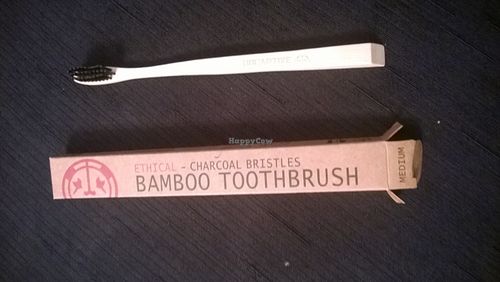 HappyCow
ETHICAL - CHARCOAL BRISTLES
BAMBOO TOOTHBRUSH
MEDIUM